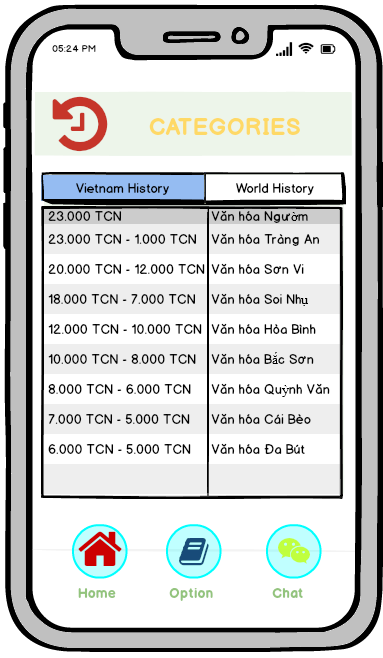 05:24 PM
CATEGORIES
Vietnam History World History
23.000 TCN Văn hóa Ngườm
23.000 TCN - 1.000 TCN Văn hóa Tràng An
20.000 TCN - 12.000 TCN Văn hóa Sơn Vi
18.000 TCN - 7.000 TCN Văn hóa Soi Nhụ
12.000 TCN - 10.000 TCN Văn hóa Hòa Bình
10.000 TCN - 8.000 TCN Văn hóa Bắc Sơn
8.000 TCN - 6.000 TCN Văn hóa Quỳnh Văn
7.000 TCN - 5.000 TCN Văn hóa Cái Bèo
6.000 TCN - 5.000 TCN Văn hóa Đa Bút
Home Option Chat